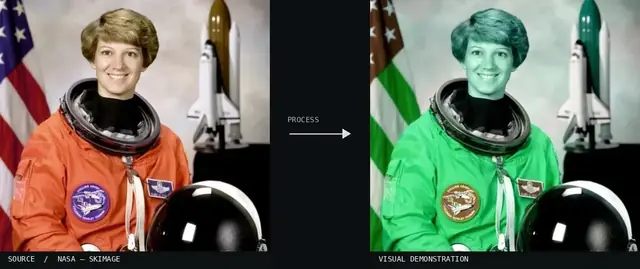 SOURCE / NASA — SKIMAGE
PROCESS
VISUAL DEMONSTRATION